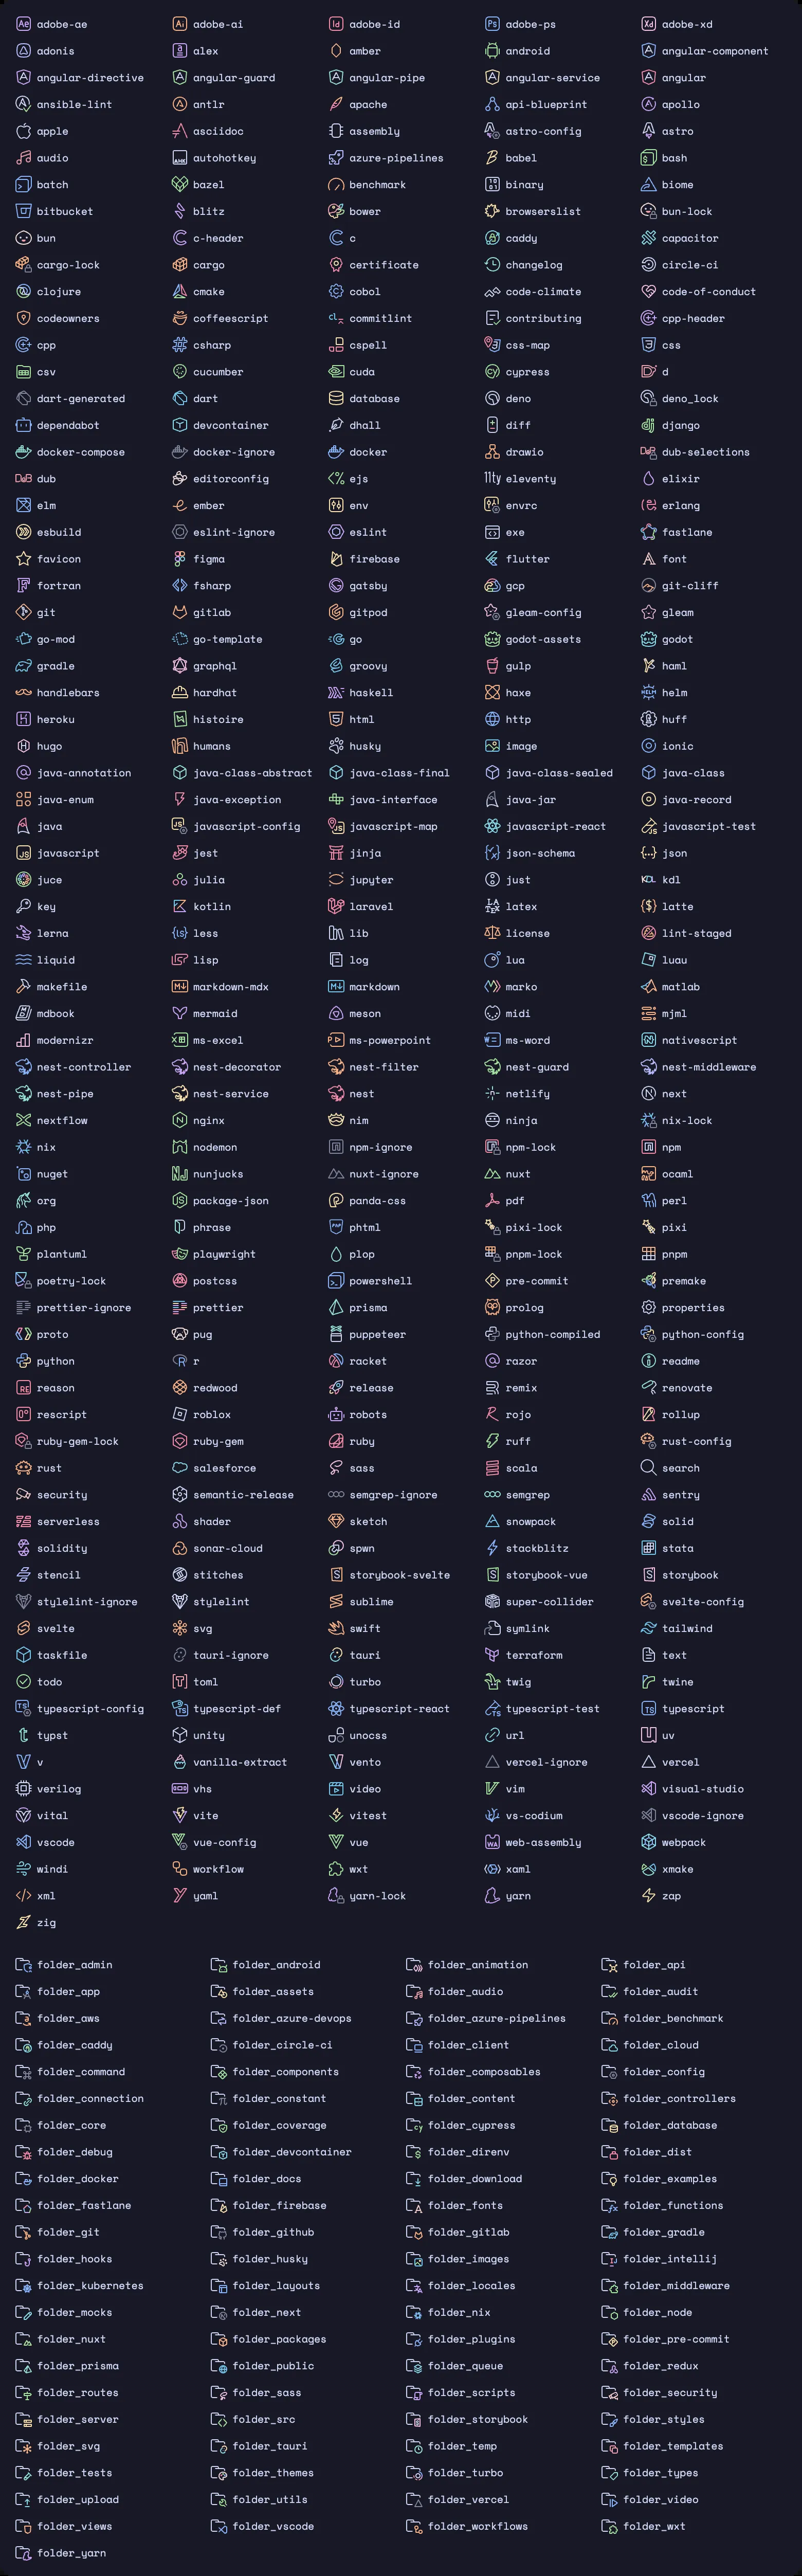 adobe-ae adobe-ai adobe-id adobe-ps adobe-xd
adonis alex amber android angular-component
angular-directive angular-guard angular-pipe angular-service angular
ansible-lint antlr apache api-blueprint apollo
apple asciidoc assembly astro-config astro
audio autohotkey azure-pipelines babel bash
batch bazel benchmark binary biome
bitbucket blitz bower browserslist bun-lock
bun c-header c caddy capacitor
cargo-lock cargo certificate changelog circle-ci
clojure cmake cobol code-climate code-of-conduct
codeowners coffeescript commitlint contributing cpp-header
cpp csharp cspell css-map css
csv cucumber cuda cypress d
dart-generated dart database deno deno_lock
dependabot devcontainer dhall diff django
docker-compose docker-ignore docker drawio dub-selections
dub editorconfig ejs eleventy elixir
elm ember env envrc erlang
esbuild eslint-ignore eslint exe fastlane
favicon figma firebase flutter font
fortran fsharp gatsby gcp git-cliff
git gitlab gitpod gleam-config gleam
go-mod go-template go godot-assets godot
gradle graphql groovy gulp haml
handlebars hardhat haskell haxe helm
heroku histoire html http huff
hugo humans husky image ionic
java-annotation java-class-abstract java-class-final java-class-sealed java-class
java-enum java-exception java-interface java-jar java-record
java javascript-config javascript-map javascript-react javascript-test
javascript jest jinja json-schema json
juce julia jupyter just kdl
key kotlin laravel latex latte
lerna less lib license lint-staged
liquid lisp log lua luau
makefile markdown-mdx markdown marko matlab
mdbook mermaid meson midi mjml
modernizr ms-excel ms-powerpoint ms-word nativescript
nest-controller nest-decorator nest-filter nest-guard nest-middleware
nest-pipe nest-service nest netlify next
nextflow nginx nim ninja nix-lock
nix nodemon npm-ignore npm-lock npm
nuget nunjucks nuxt-ignore nuxt ocaml
org package-json panda-css pdf perl
php phrase phtml pixi-lock pixi
plantuml playwright plop pnpm-lock pnpm
poetry-lock postcss powershell pre-commit premake
prettier-ignore prettier prisma prolog properties
proto pug puppeteer python-compiled python-config
python r racket razor readme
reason redwood release remix renovate
rescript roblox robots rojo rollup
ruby-gem-lock ruby-gem ruby ruff rust-config
rust salesforce sass scala search
security semantic-release semgrep-ignore semgrep sentry
serverless shader sketch snowpack solid
solidity sonar-cloud spwn stackblitz stata
stencil stitches storybook-svelte storybook-vue storybook
stylelint-ignore stylelint sublime super-collider svelte-config
svelte svg swift symlink tailwind
taskfile tauri-ignore tauri terraform text
todo toml turbo twig twine
typescript-config typescript-def typescript-react typescript-test typescript
typst unity unocss url uv
v vanilla-extract vento vercel-ignore vercel
verilog vhs video vim visual-studio
vital vite vitest vs-codium vscode-ignore
vscode vue-config vue web-assembly webpack
windi workflow wxt xaml xmake
xml yaml yarn-lock yarn zap
zig
folder_admin folder_android folder_animation folder_api
folder_app folder_assets folder_audio folder_audit
folder_aws folder_azure-devops folder_azure-pipelines folder_benchmark
folder_caddy folder_circle-ci folder_client folder_cloud
folder_command folder_components folder_composables folder_config
folder_connection folder_constant folder_content folder_controllers
folder_core folder_coverage folder_cypress folder_database
folder_debug folder_devcontainer folder_direnv folder_dist
folder_docker folder_docs folder_download folder_examples
folder_fastlane folder_firebase folder_fonts folder_functions
folder_git folder_github folder_gitlab folder_gradle
folder_hooks folder_husky folder_images folder_intellij
folder_kubernetes folder_layouts folder_locales folder_middleware
folder_mocks folder_next folder_nix folder_node
folder_nuxt folder_packages folder_plugins folder_pre-commit
folder_prisma folder_public folder_queue folder_redux
folder_routes folder_sass folder_scripts folder_security
folder_server folder_src folder_storybook folder_styles
folder_svg folder_tauri folder_temp folder_templates
folder_tests folder_themes folder_turbo folder_types
folder_upload folder_utils folder_vercel folder_video
folder_views folder_vscode folder_workflows folder_wxt
folder_yarn